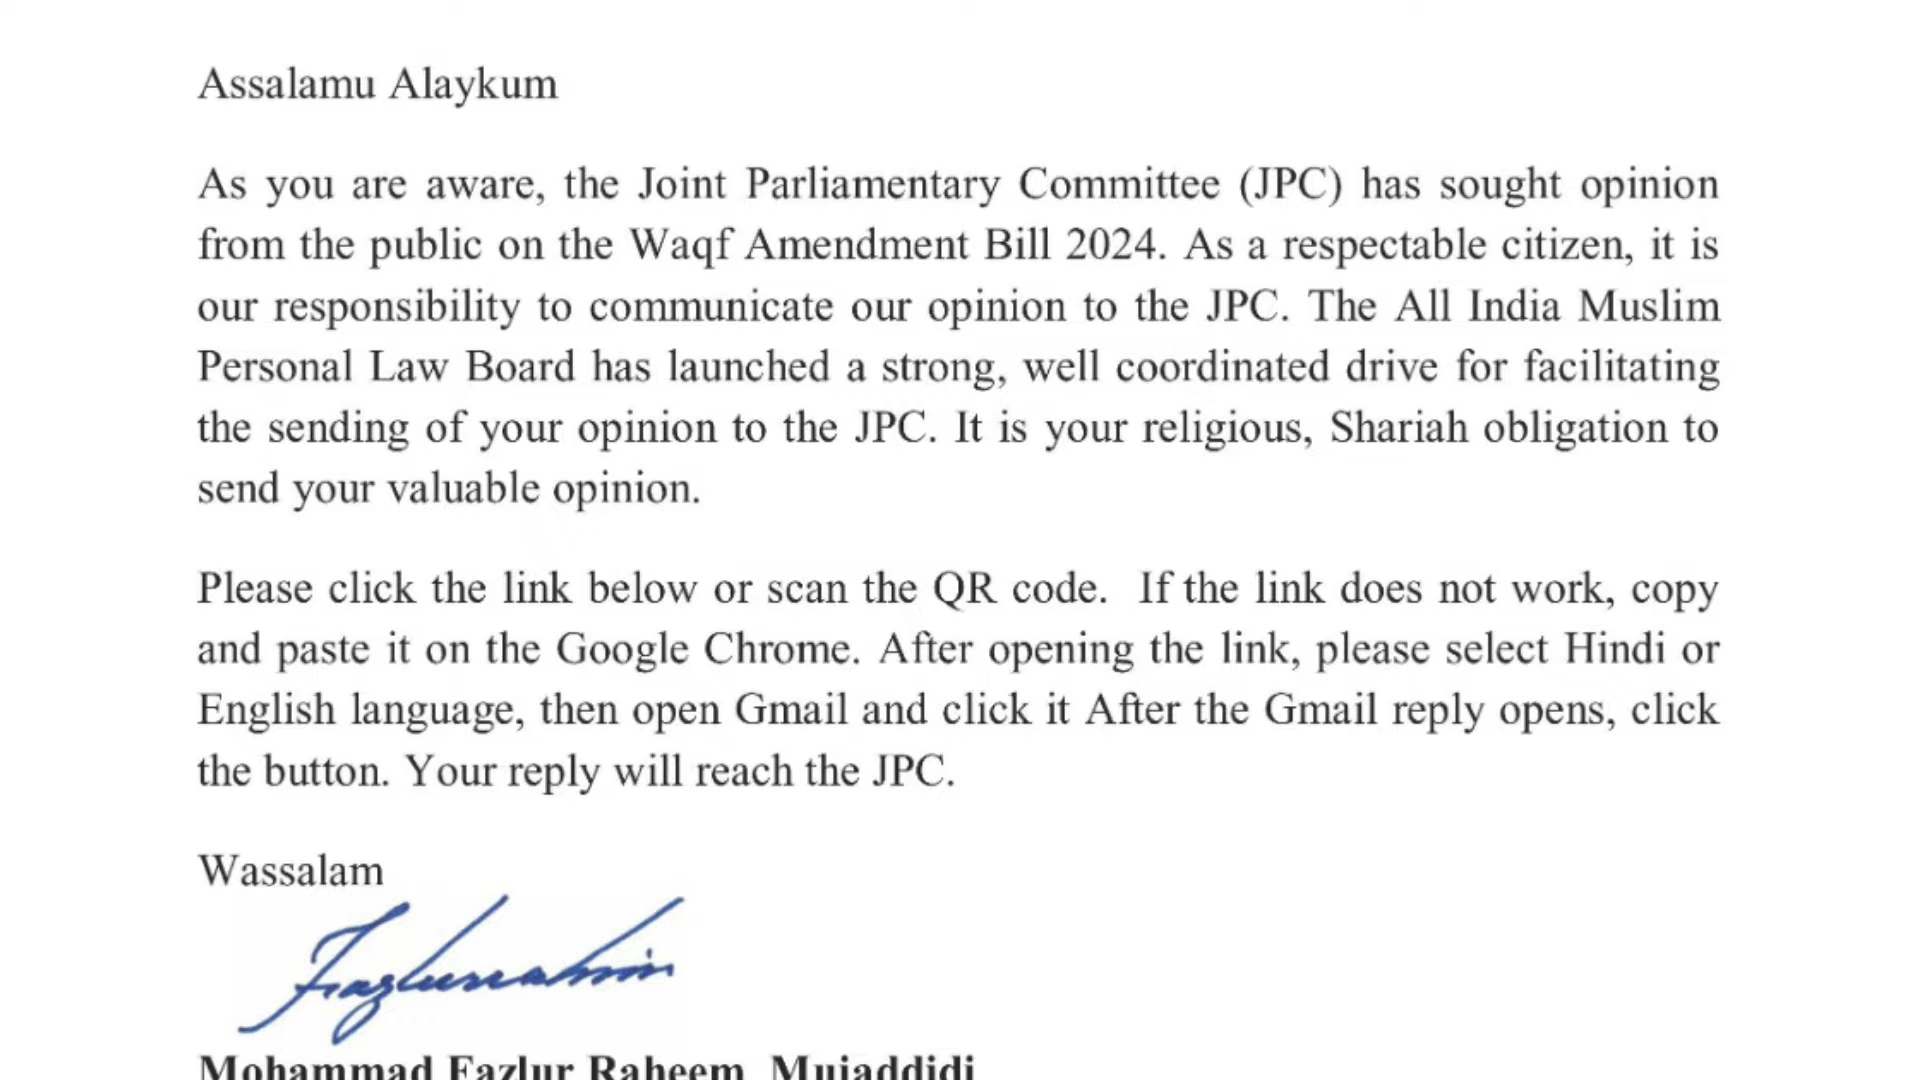 Assalamu Alaykum
As you are aware, the Joint Parliamentary Committee (JPC) has sought opinion
from the public on the Waqf Amendment Bill 2024. As a respectable citizen, it is
our responsibility to communicate our opinion to the JPC. The All India Muslim
Personal Law Board has launched a strong, well coordinated drive for facilitating
the sending of your opinion to the JPC. It is your religious, Shariah obligation to
send your valuable opinion.
Please click the link below or scan the QR code. If the link does not work, copy
and paste it on the Google Chrome. After opening the link, please select Hindi or
English language, then open Gmail and click it After the Gmail reply opens, click
the button. Your reply will reach the JPC.
Wassalam
Fazlurrahim
Mohammad Fazlur Raheem Mujaddidi